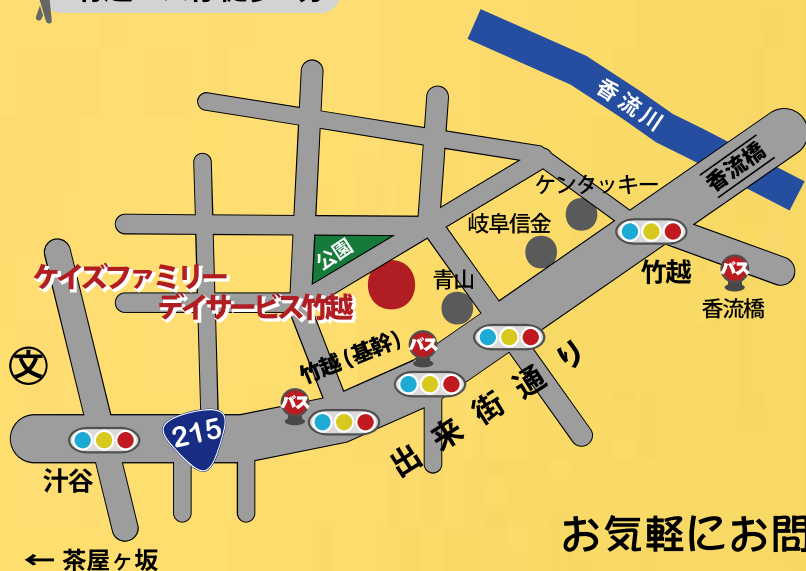 香流川
香流橋
ケンタッキー
岐阜信金
公園
竹越
バス
香流橋
ケイズファミリー
デイサービス竹越
青山
竹越(基幹)
バス
バス
文
215
出来街通り
汁谷
お気軽にお問
← 茶屋ヶ坂